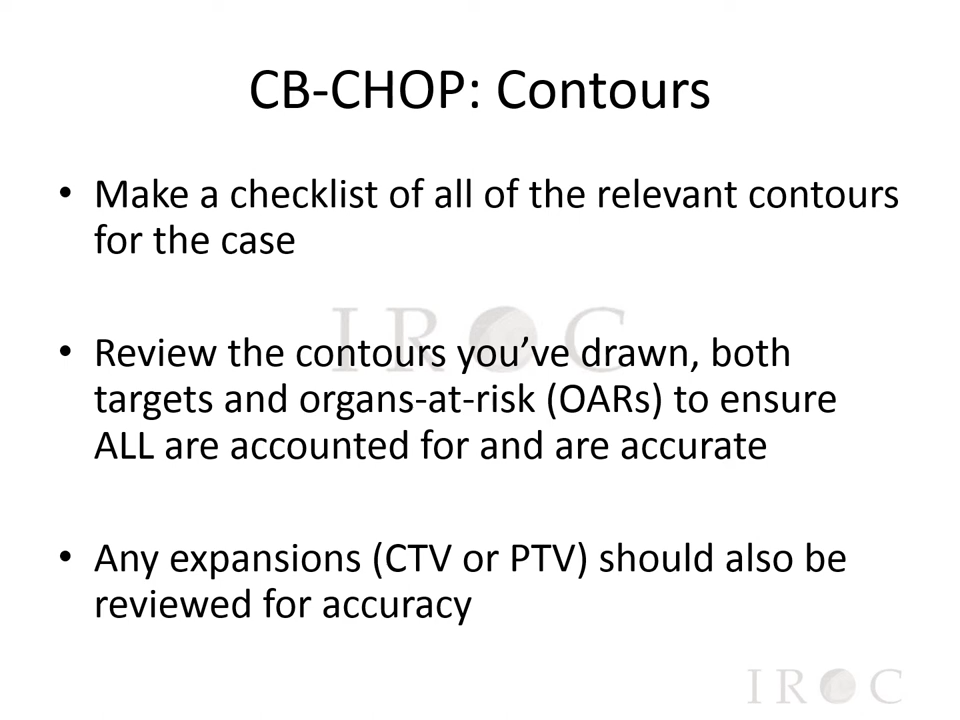 CB-CHOP: Contours
• Make a checklist of all of the relevant contours
for the case
IROC
• Review the contours you’ve drawn, both
targets and organs-at-risk (OARs) to ensure
ALL are accounted for and are accurate
• Any expansions (CTV or PTV) should also be
reviewed for accuracy
IROC